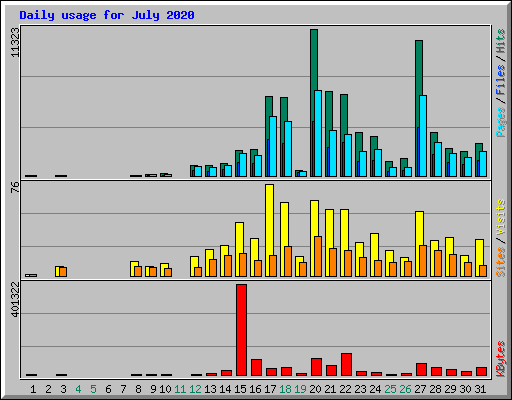 Daily usage for July 2020
11323
Pages / Files / Hits
76
Sites / Visits
401322
KBytes
1 2 3 4 5 6 7 8 9 10 11 12 13 14 15 16 17 18 19 20 21 22 23 24 25 26 27 28 29 30 31